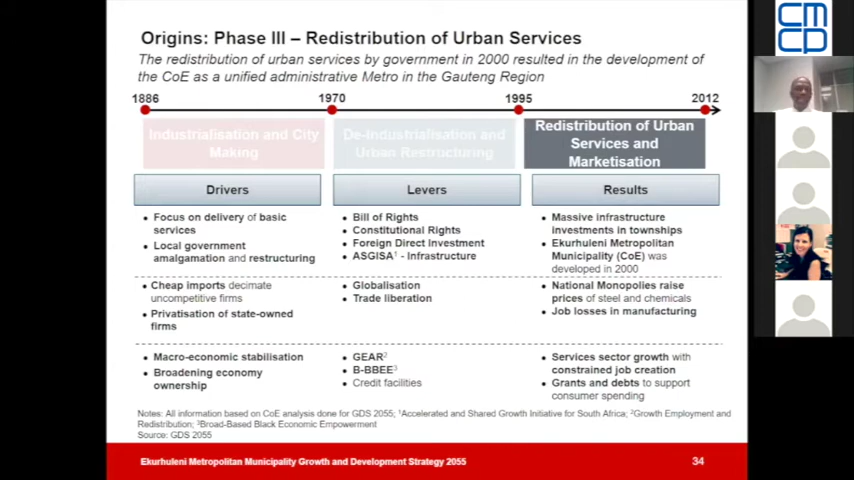 Origins: Phase III – Redistribution of Urban Services
The redistribution of urban services by government in 2000 resulted in the development of
the CoE as a unified administrative Metro in the Gauteng Region
1886
1970
1995
2012
Industrialisation and City
Making
De-Industrialisation and
Urban Restructuring
Redistribution of Urban
Services and
Marketisation
Drivers
Levers
Results
• Focus on delivery of basic
services
• Local government
amalgamation and restructuring
• Bill of Rights
• Constitutional Rights
• Foreign Direct Investment
• ASGISA¹ - Infrastructure
• Massive infrastructure
investments in townships
• Ekurhuleni Metropolitan
Municipality (CoE) was
developed in 2000
• Cheap imports decimate
uncompetitive firms
• Privatisation of state-owned
firms
• Globalisation
• Trade liberation
• National Monopolies raise
prices of steel and chemicals
• Job losses in manufacturing
• Macro-economic stabilisation
• Broadening economy
ownership
• GEAR²
• B-BBEE³
• Credit facilities
• Services sector growth with
constrained job creation
• Grants and debts to support
consumer spending
Notes: All information based on CoE analysis done for GDS 2055; ¹Accelerated and Shared Growth Initiative for South Africa; ²Growth Employment and
Redistribution; ³Broad-Based Black Economic Empowerment
Source: GDS 2055
Ekurhuleni Metropolitan Municipality Growth and Development Strategy 2055
34
cm
cp